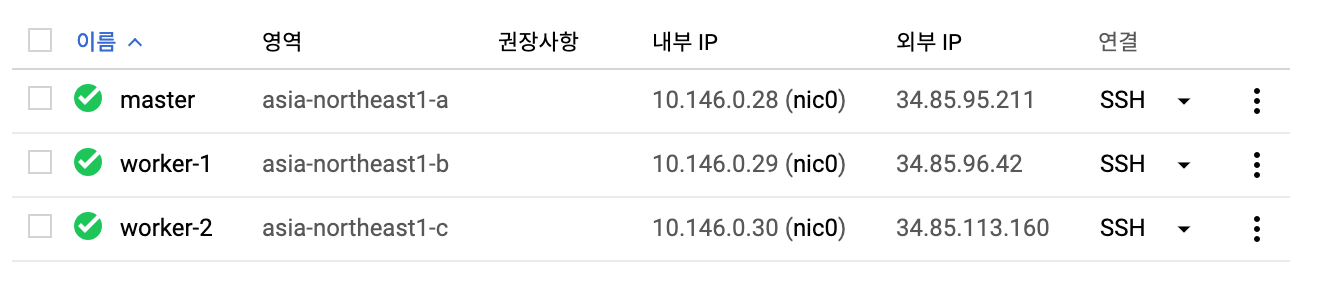 이름 영역 권장사항 내부 IP 외부 IP 연결
master asia-northeast1-a 10.146.0.28 (nic0) 34.85.95.211 SSH
worker-1 asia-northeast1-b 10.146.0.29 (nic0) 34.85.96.42 SSH
worker-2 asia-northeast1-c 10.146.0.30 (nic0) 34.85.113.160 SSH